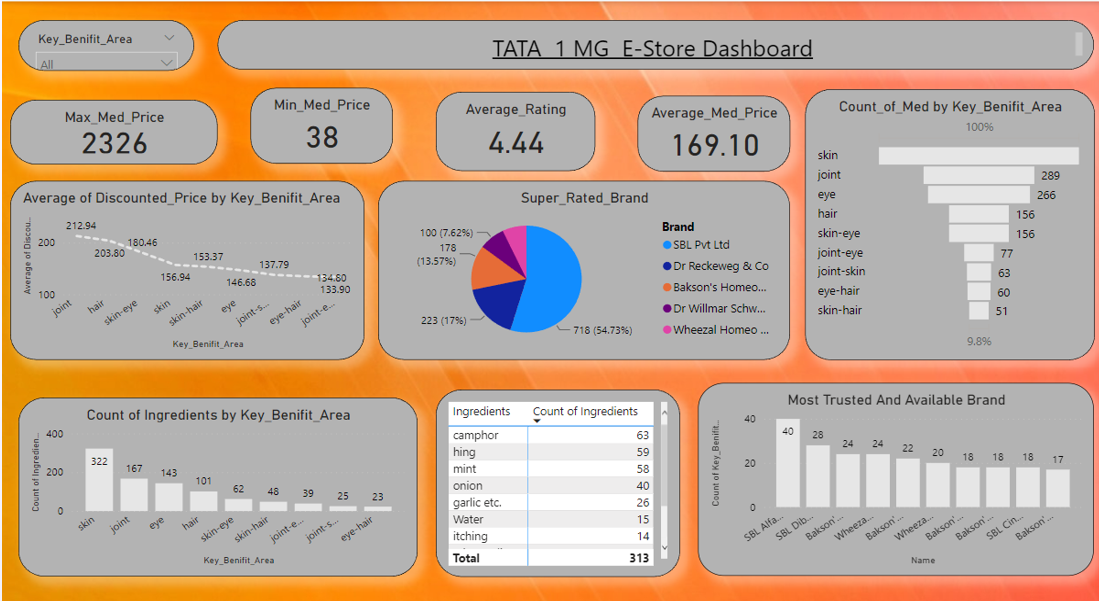 Key_Benifit_Area
All
TATA 1 MG E-Store Dashboard
Max_Med_Price
2326
Min_Med_Price
38
Average_Rating
4.44
Average_Med_Price
169.10
Count_of_Med by Key_Benifit_Area
100%
skin
joint 289
eye 266
hair 156
skin-eye 156
joint-eye 77
joint-skin 63
eye-hair 60
skin-hair 51
9.8%
Average of Discounted_Price by Key_Benifit_Area
Average of Discou...
200
100
212.94
203.80
180.46
156.94
153.37
146.68
137.79
134.80
133.90
joint
hair
skin-eye
skin
skin-hair
eye
joint-s...
eye-hair
joint-e...
Key_Benifit_Area
Super_Rated_Brand
100 (7.62%)
178
(13.57%)
223 (17%)
718 (54.73%)
Brand
SBL Pvt Ltd
Dr Reckeweg & Co
Bakson's Homeo...
Dr Willmar Schw...
Wheezal Homeo ...
Count of Ingredients by Key_Benifit_Area
Count of Ingredien...
400
200
0
322
167
143
101
62
48
39
25
23
skin
joint
eye
hair
skin-eye
skin-hair
joint-e...
joint-s...
eye-hair
Key_Benifit_Area
Ingredients Count of Ingredients
camphor 63
hing 59
mint 58
onion 40
garlic etc. 26
Water 15
itching 14
Total 313
Most Trusted And Available Brand
Count of Key_Benifit...
40
20
0
40
28
24
24
22
20
18
18
18
17
SBL Alfa...
SBL Dib...
Bakson'...
Wheeza...
Bakson'...
Wheeza...
Bakson'...
Bakson'...
SBL Cin...
Bakson'...
Name